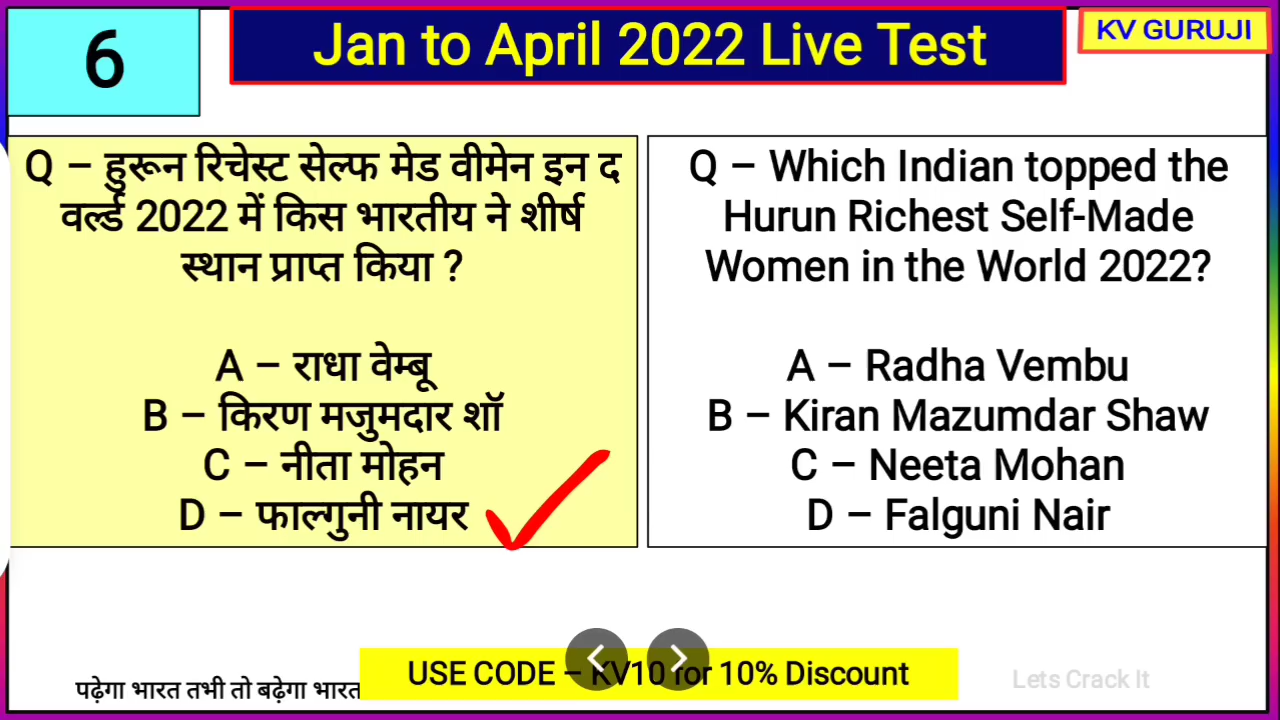 6
Jan to April 2022 Live Test
KV GURUJI
Q – हुरून रिचेस्ट सेल्फ मेड वीमेन इन द
वर्ल्ड 2022 में किस भारतीय ने शीर्ष
स्थान प्राप्त किया ?
A – राधा वेम्बू
B – किरण मजुमदार शॉ
C – नीता मोहन
D – फाल्गुनी नायर
Q – Which Indian topped the
Hurun Richest Self-Made
Women in the World 2022?
A – Radha Vembu
B – Kiran Mazumdar Shaw
C – Neeta Mohan
D – Falguni Nair
पढ़ेगा भारत तभी तो बढ़ेगा भारत
USE CODE – KV10 for 10% Discount
Lets Crack It